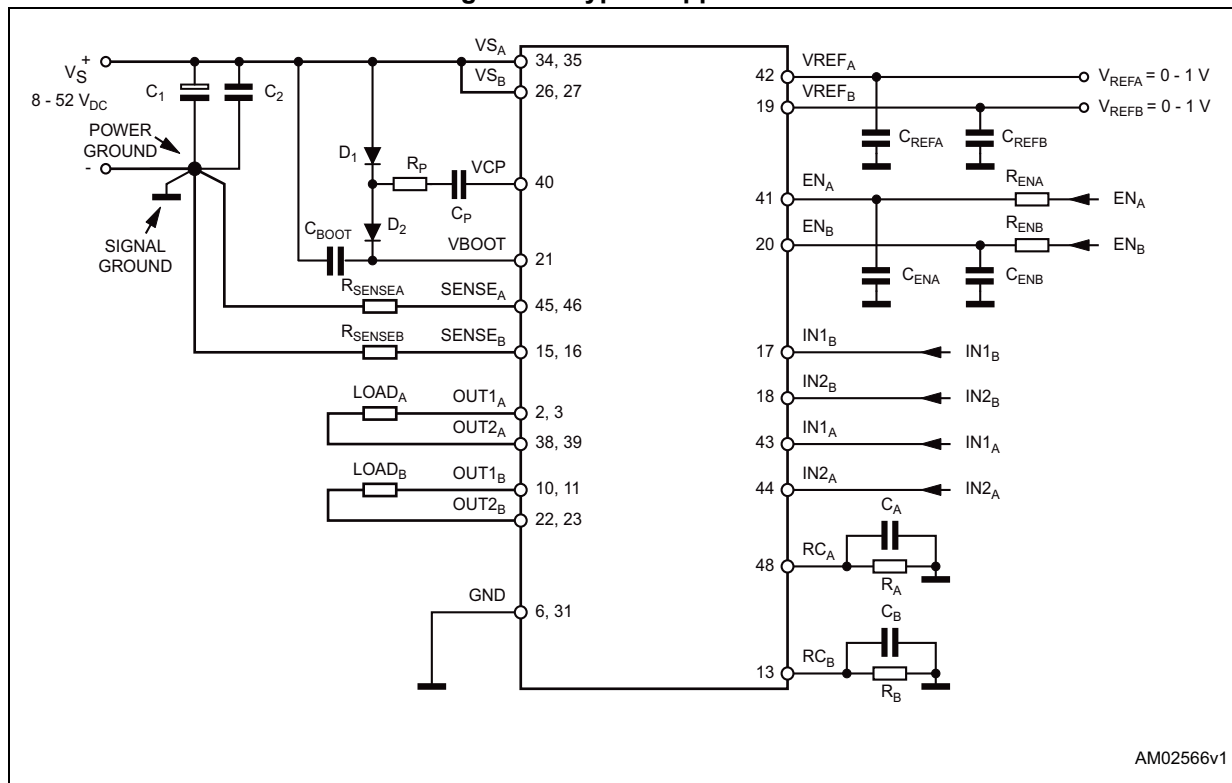 VS+
8 - 52 VDC
C1
C2
POWER
GROUND
-
SIGNAL
GROUND
VSA
34, 35
VSB
26, 27
D1
RP
VCP
40
CP
D2
CBOOT
VBOOT
21
RSENSEA
SENSEA
45, 46
RSENSEB
SENSEB
15, 16
LOADA
OUT1A
2, 3
OUT2A
38, 39
LOADB
OUT1B
10, 11
OUT2B
22, 23
GND
6, 31
42
VREFA
VREFA = 0 - 1 V
19
VREFB
VREFB = 0 - 1 V
CREFA
CREFB
41
ENA
RENA
ENA
20
ENB
RENB
ENB
CENA
CENB
17
IN1B
IN1B
18
IN2B
IN2B
43
IN1A
IN1A
44
IN2A
IN2A
CA
48
RCA
RA
CB
13
RCB
RB
AM02566v1